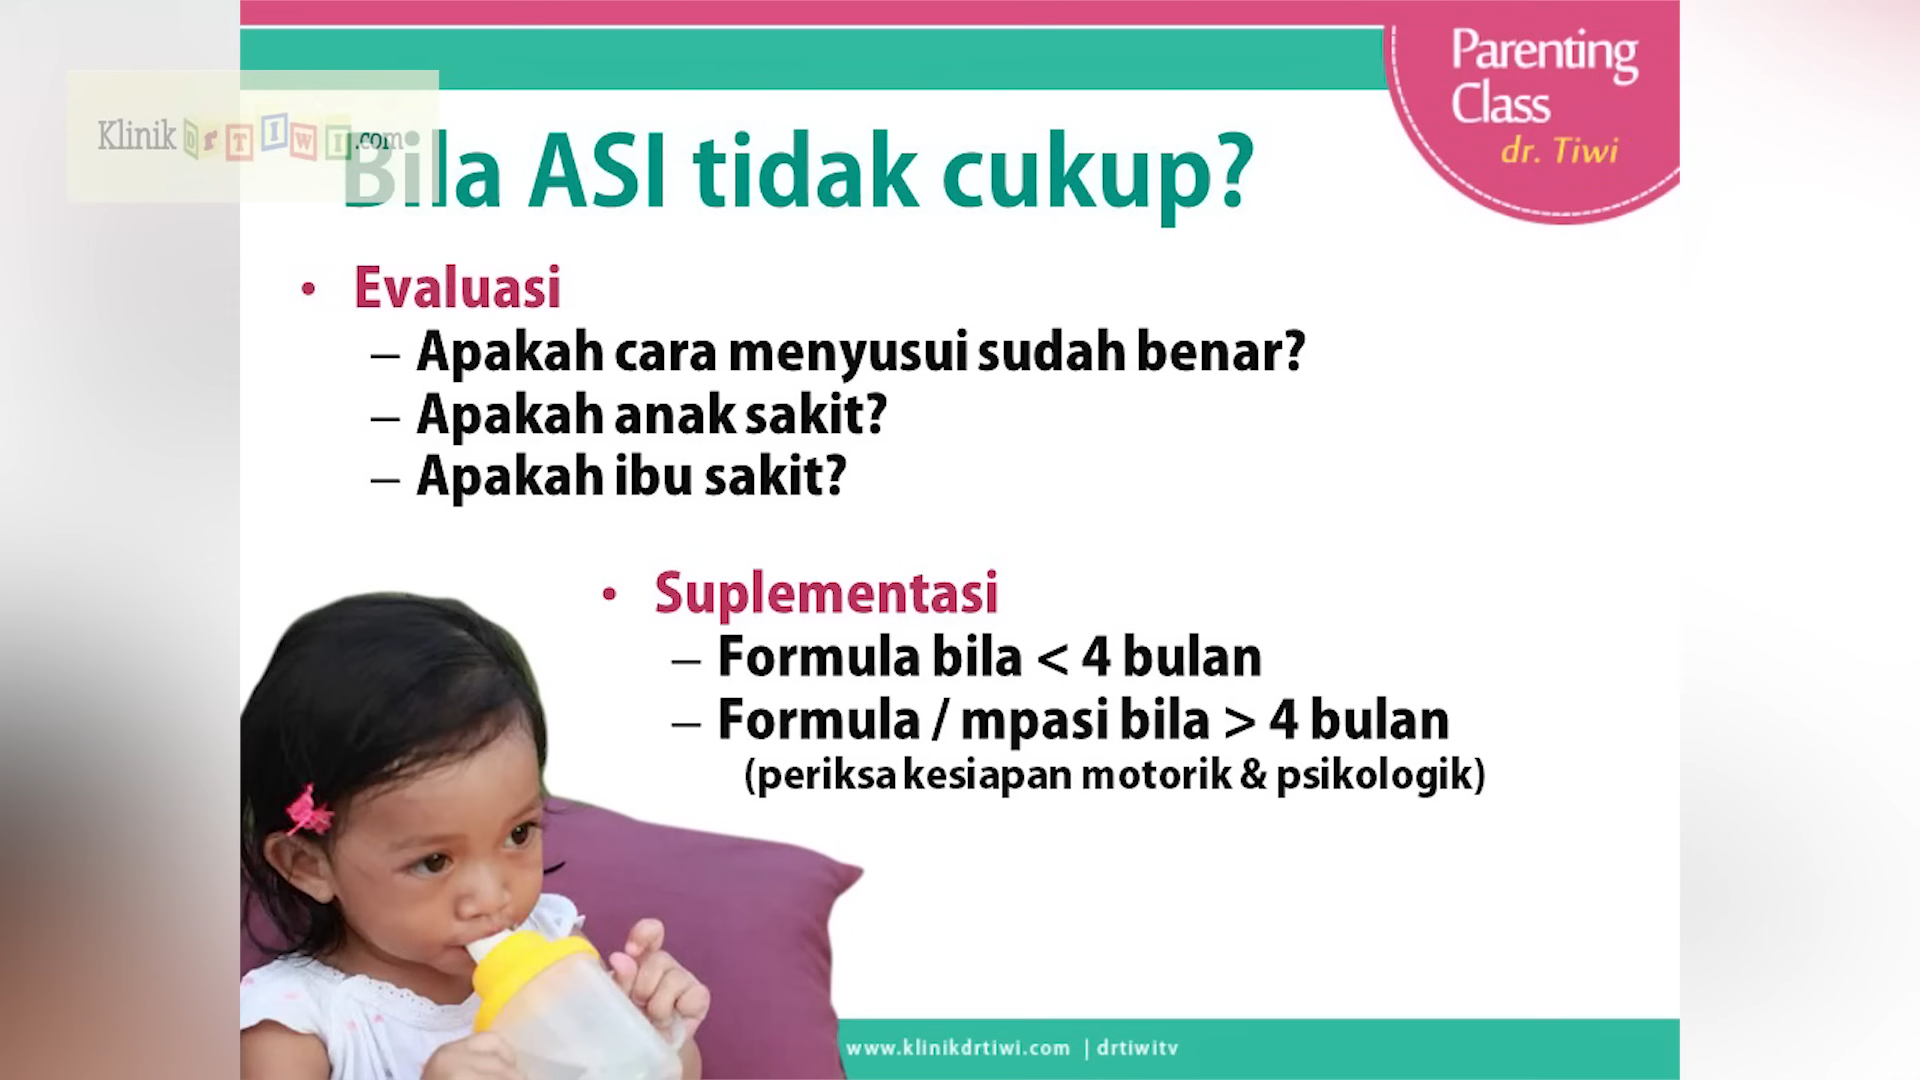 Parenting
Class
dr. Tiwi
Klinik drTIWI.com
Bila ASI tidak cukup?
• Evaluasi
– Apakah cara menyusui sudah benar?
– Apakah anak sakit?
– Apakah ibu sakit?
• Suplementasi
– Formula bila < 4 bulan
– Formula / mpasi bila > 4 bulan
(periksa kesiapan motorik & psikologik)
www.klinikdrtiwi.com | drtiwitv